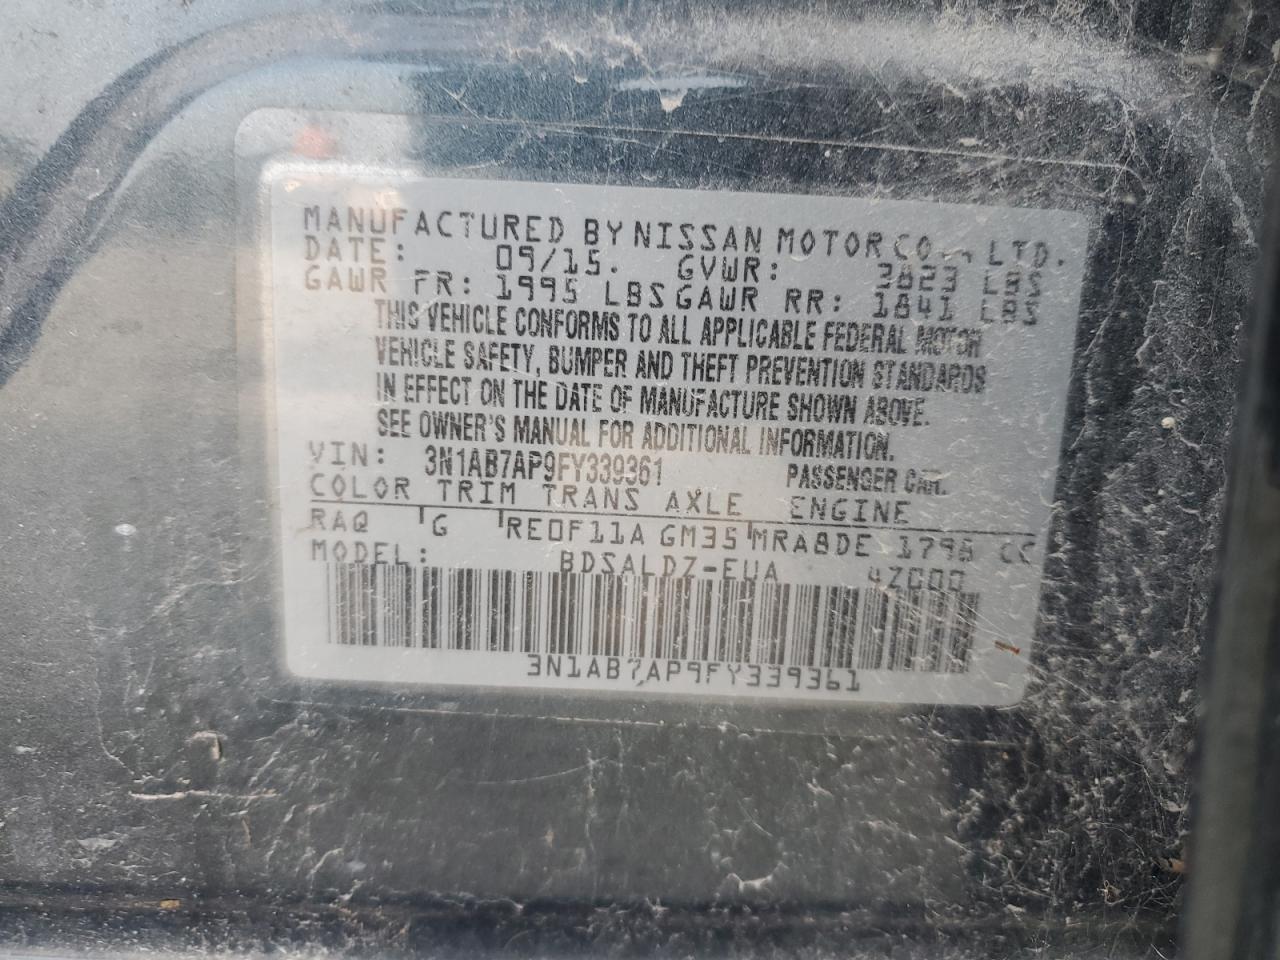 MANUFACTURED BY NISSAN MOTOR CO., LTD.
DATE: 09/15. GVWR: 3823 LBS
GAWR FR: 1995 LBS GAWR RR: 1841 LBS
THIS VEHICLE CONFORMS TO ALL APPLICABLE FEDERAL MOTOR
VEHICLE SAFETY, BUMPER AND THEFT PREVENTION STANDARDS
IN EFFECT ON THE DATE OF MANUFACTURE SHOWN ABOVE.
SEE OWNER'S MANUAL FOR ADDITIONAL INFORMATION.
VIN: 3N1AB7AP9FY339361 PASSENGER CAR.
COLOR TRIM TRANS AXLE ENGINE
RAQ G RE0F11A GM35 MRA8DE 1798 CC
MODEL: BDSALDZ-EUA 4Z000
3N1AB7AP9FY339361